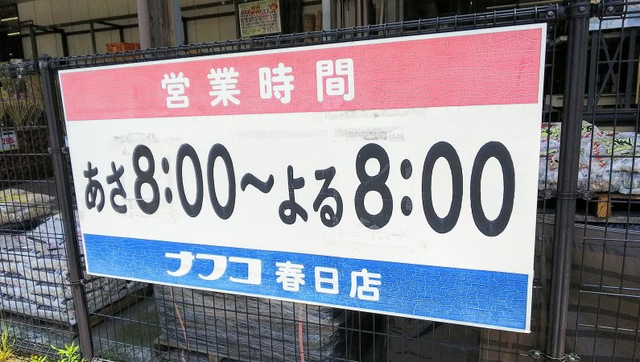 営業時間
あさ8:00～よる8:00
ナフコ 春日店